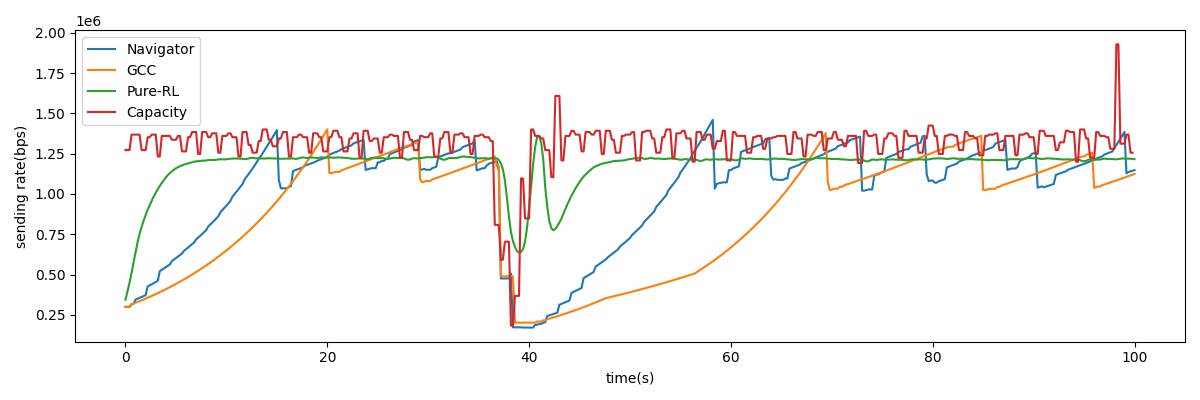 1e6
2.00
1.75
1.50
1.25
1.00
0.75
0.50
0.25
sending rate(bps)
Navigator
GCC
Pure-RL
Capacity
0 20 40 60 80 100
time(s)